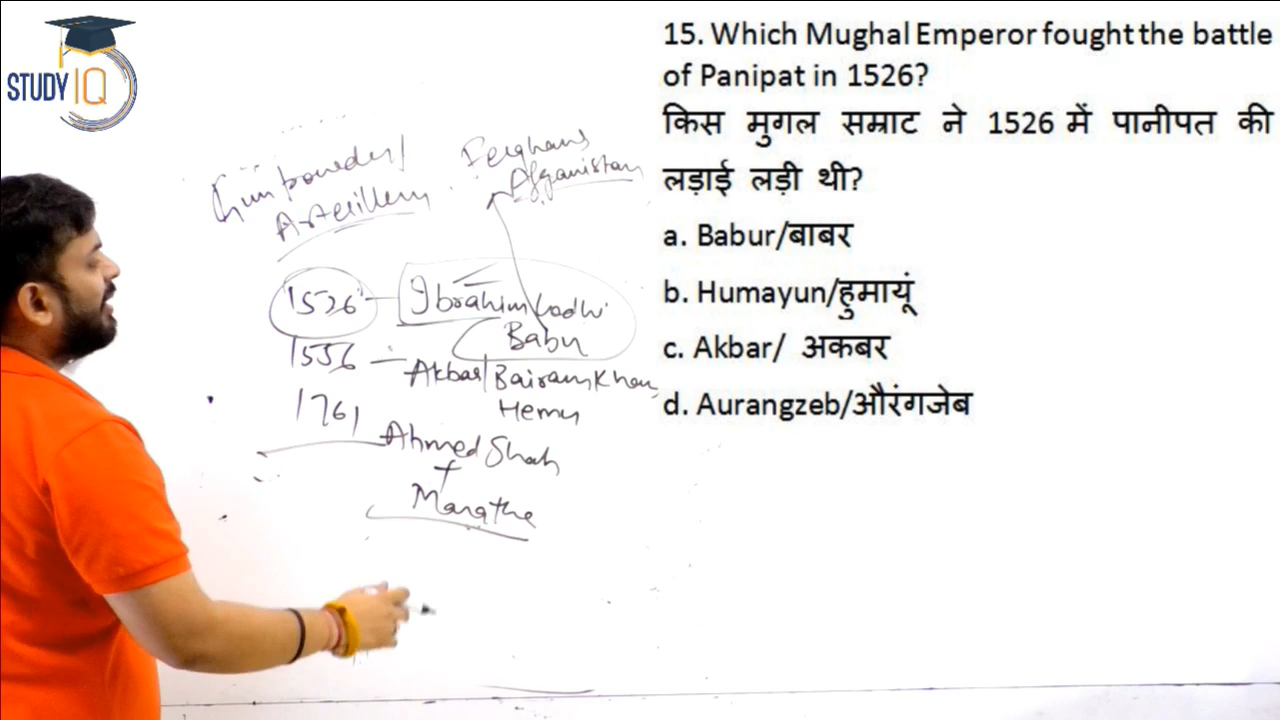 STUDY IQ
15. Which Mughal Emperor fought the battle
of Panipat in 1526?
किस मुगल सम्राट ने 1526 में पानीपत की
लड़ाई लड़ी थी?
a. Babur/बाबर
b. Humayun/हुमायूं
c. Akbar/ अकबर
d. Aurangzeb/औरंगजेब
Gunpowder/
Artesillery
Ferghana
Afganistan
1526 - Ibrahim Lodhi
Babur
1556 - Akbar/Bairam Khan
Hemu
1761 Ahmed Shah
+
Maratha